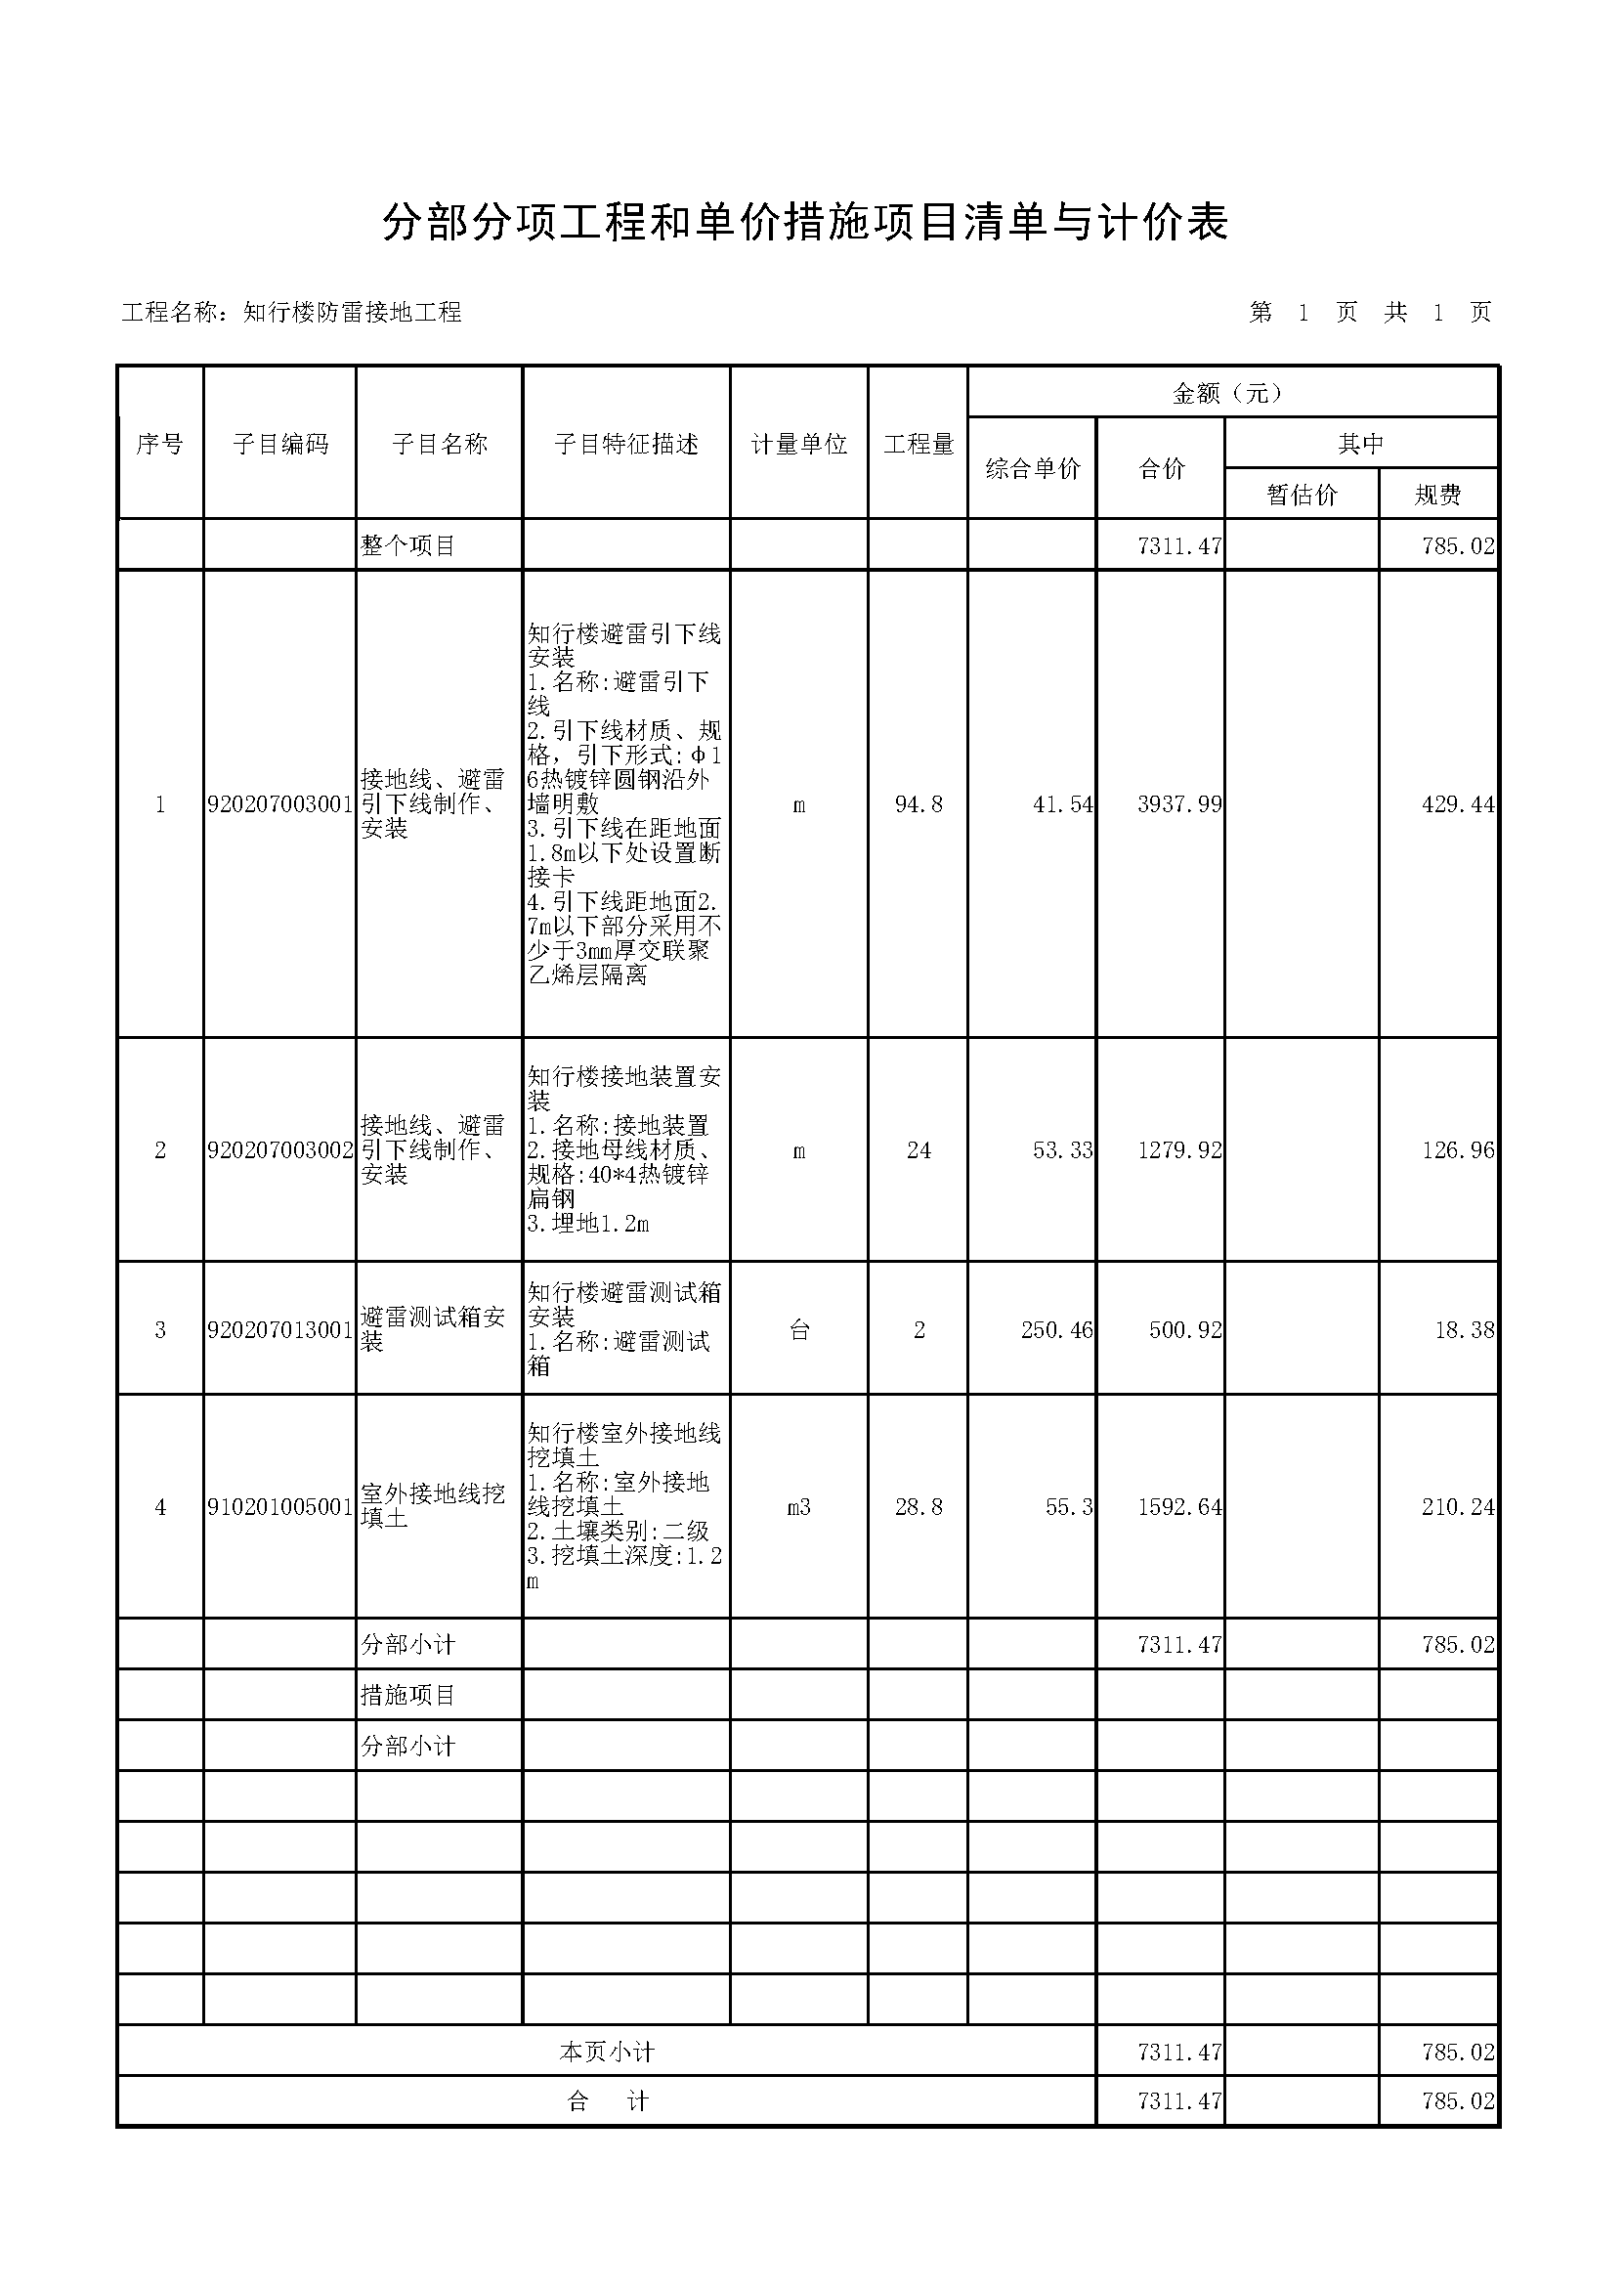 分部分项工程和单价措施项目清单与计价表
工程名称：知行楼防雷接地工程 第 1 页 共 1 页
金额（元）
序号 子目编码 子目名称 子目特征描述 计量单位 工程量 综合单价 合价 其中
暂估价 规费
整个项目 7311.47 785.02
知行楼避雷引下线
安装
1.名称:避雷引下
线
2.引下线材质、规
格，引下形式:φ1
6热镀锌圆钢沿外
墙明敷
3.引下线在距地面
1.8m以下处设置断
接卡
4.引下线距地面2.
7m以下部分采用不
少于3mm厚交联聚
乙烯层隔离
接地线、避雷
引下线制作、
安装
1 920207003001 m 94.8 41.54 3937.99 429.44
知行楼接地装置安
装
1.名称:接地装置
2.接地母线材质、
规格:40*4热镀锌
扁钢
3.埋地1.2m
接地线、避雷
引下线制作、
安装
2 920207003002 m 24 53.33 1279.92 126.96
知行楼避雷测试箱
安装
1.名称:避雷测试
箱
避雷测试箱安
装
3 920207013001 台 2 250.46 500.92 18.38
知行楼室外接地线
挖填土
1.名称:室外接地
线挖填土
2.土壤类别:二级
3.挖填土深度:1.2
m
室外接地线挖
填土
4 910201005001 m3 28.8 55.3 1592.64 210.24
分部小计 7311.47 785.02
措施项目
分部小计
本页小计 7311.47 785.02
合 计 7311.47 785.02